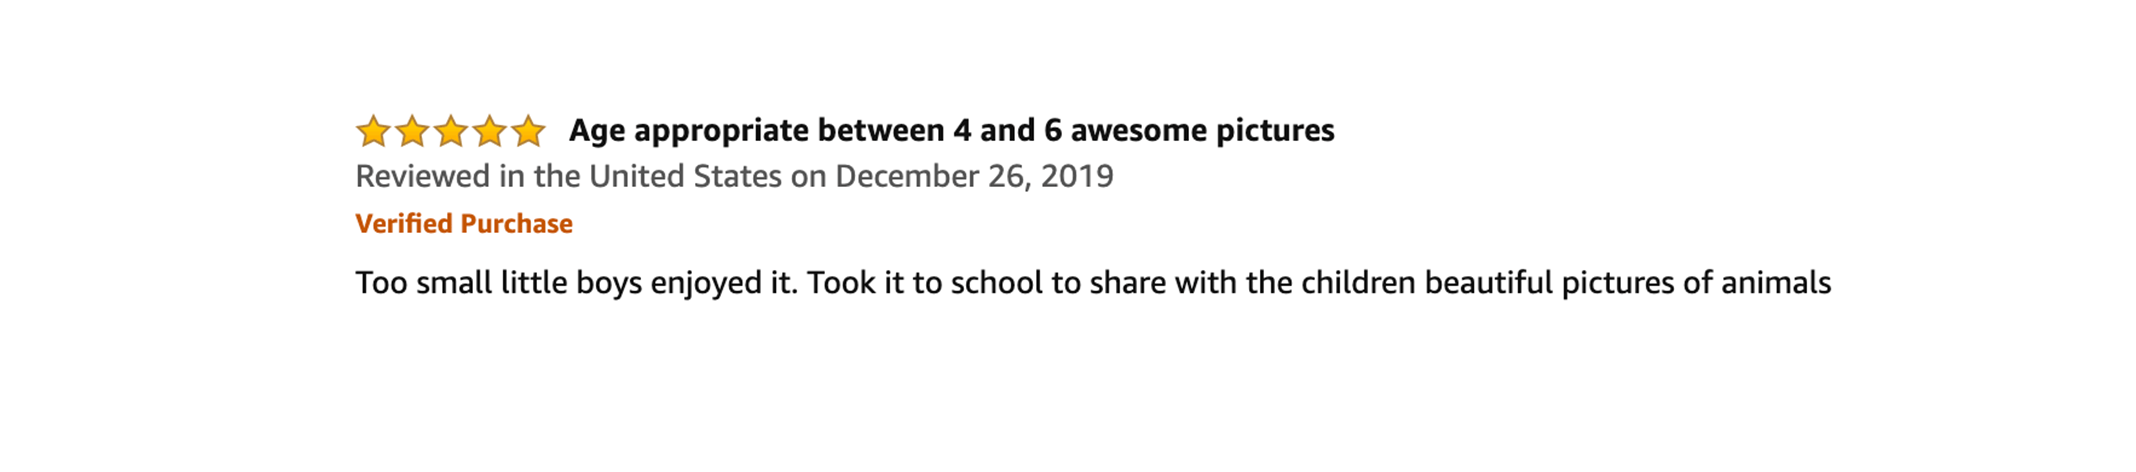 Age appropriate between 4 and 6 awesome pictures
Reviewed in the United States on December 26, 2019
Verified Purchase
Too small little boys enjoyed it. Took it to school to share with the children beautiful pictures of animals